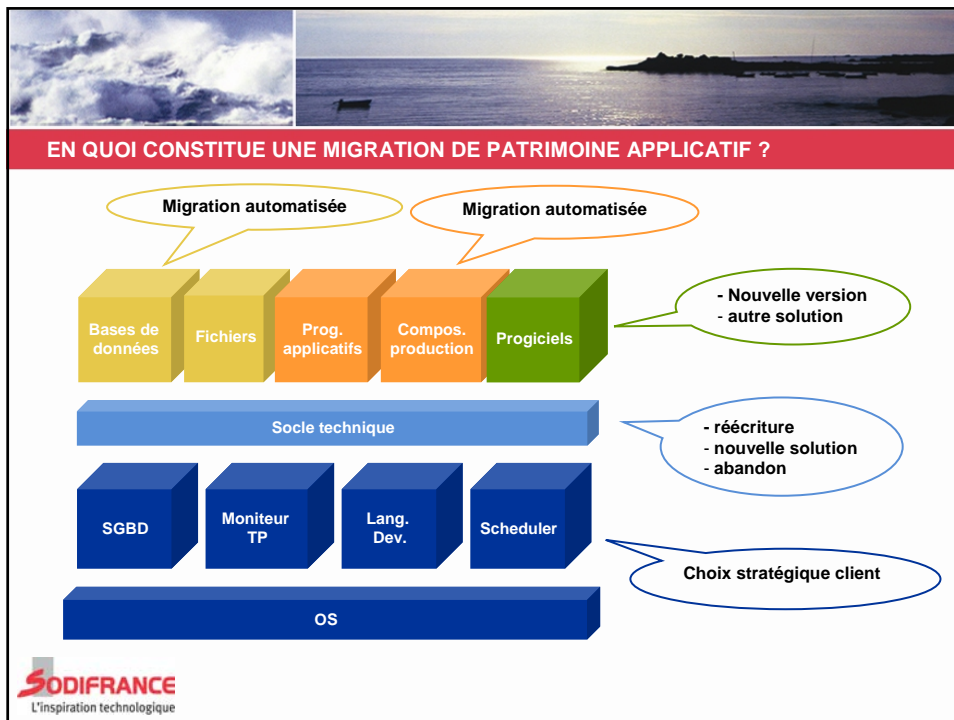 EN QUOI CONSTITUE UNE MIGRATION DE PATRIMOINE APPLICATIF ?
Migration automatisée
Migration automatisée
Bases de
données
Fichiers
Prog.
applicatifs
Compos.
production
Progiciels
- Nouvelle version
- autre solution
Socle technique
- réécriture
- nouvelle solution
- abandon
SGBD
Moniteur
TP
Lang.
Dev.
Scheduler
Choix stratégique client
OS
SODIFRANCE
L'inspiration technologique